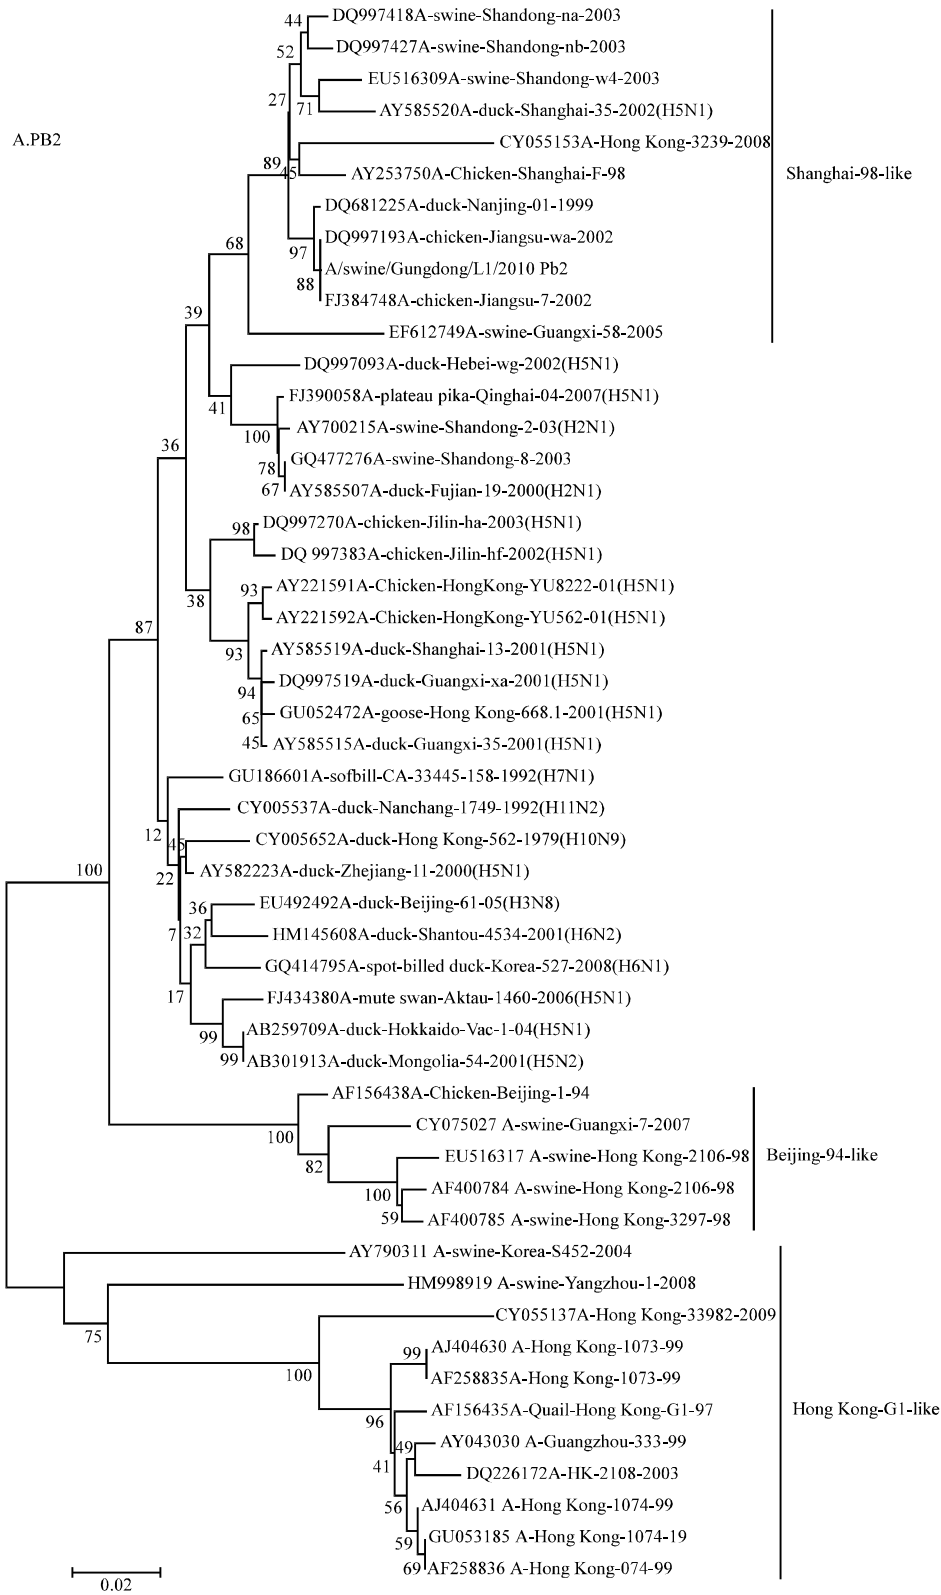 44
DQ997418A-swine-Shandong-na-2003
52
DQ997427A-swine-Shandong-nb-2003
EU516309A-swine-Shandong-w4-2003
27
71
AY585520A-duck-Shanghai-35-2002(H5N1)
A.PB2
CY055153A-Hong Kong-3239-2008
89
45
AY253750A-Chicken-Shanghai-F-98
Shanghai-98-like
DQ681225A-duck-Nanjing-01-1999
68
97
DQ997193A-chicken-Jiangsu-wa-2002
A/swine/Gungdong/L1/2010 Pb2
88
FJ384748A-chicken-Jiangsu-7-2002
39
EF612749A-swine-Guangxi-58-2005
DQ997093A-duck-Hebei-wg-2002(H5N1)
41
FJ390058A-plateau pika-Qinghai-04-2007(H5N1)
36
100
AY700215A-swine-Shandong-2-03(H2N1)
78
GQ477276A-swine-Shandong-8-2003
67
AY585507A-duck-Fujian-19-2000(H2N1)
98
DQ997270A-chicken-Jilin-ha-2003(H5N1)
DQ 997383A-chicken-Jilin-hf-2002(H5N1)
38
93
AY221591A-Chicken-HongKong-YU8222-01(H5N1)
AY221592A-Chicken-HongKong-YU562-01(H5N1)
87
93
AY585519A-duck-Shanghai-13-2001(H5N1)
94
DQ997519A-duck-Guangxi-xa-2001(H5N1)
65
GU052472A-goose-Hong Kong-668.1-2001(H5N1)
45
AY585515A-duck-Guangxi-35-2001(H5N1)
GU186601A-sofbill-CA-33445-158-1992(H7N1)
12
CY005537A-duck-Nanchang-1749-1992(H11N2)
45
CY005652A-duck-Hong Kong-562-1979(H10N9)
100
22
AY582223A-duck-Zhejiang-11-2000(H5N1)
36
EU492492A-duck-Beijing-61-05(H3N8)
7
32
HM145608A-duck-Shantou-4534-2001(H6N2)
GQ414795A-spot-billed duck-Korea-527-2008(H6N1)
17
FJ434380A-mute swan-Aktau-1460-2006(H5N1)
99
AB259709A-duck-Hokkaido-Vac-1-04(H5N1)
99
AB301913A-duck-Mongolia-54-2001(H5N2)
AF156438A-Chicken-Beijing-1-94
100
CY075027 A-swine-Guangxi-7-2007
82
EU516317 A-swine-Hong Kong-2106-98
Beijing-94-like
100
AF400784 A-swine-Hong Kong-2106-98
59
AF400785 A-swine-Hong Kong-3297-98
AY790311 A-swine-Korea-S452-2004
HM998919 A-swine-Yangzhou-1-2008
75
CY055137A-Hong Kong-33982-2009
99
AJ404630 A-Hong Kong-1073-99
100
AF258835A-Hong Kong-1073-99
96
AF156435A-Quail-Hong Kong-G1-97
Hong Kong-G1-like
49
AY043030 A-Guangzhou-333-99
41
DQ226172A-HK-2108-2003
56
AJ404631 A-Hong Kong-1074-99
59
GU053185 A-Hong Kong-1074-19
69
AF258836 A-Hong Kong-074-99
0.02